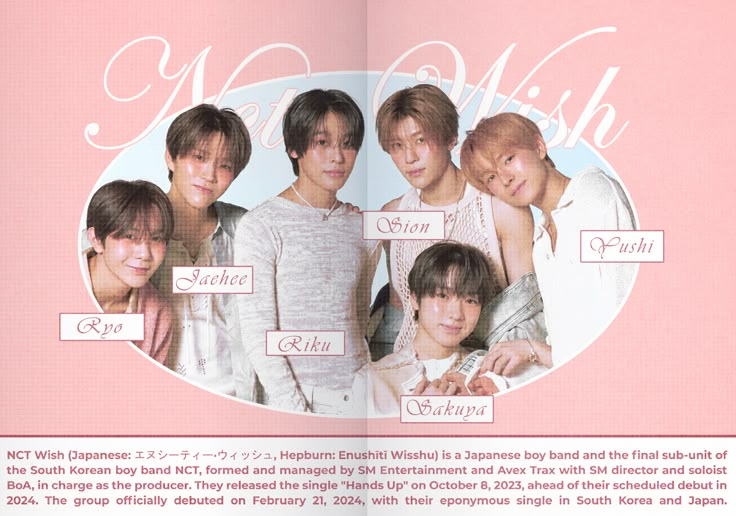 Nct Wish
Sion
Yushi
Jaehee
Ryo
Riku
Sakuya
NCT Wish (Japanese: エヌシーティー・ウィッシュ, Hepburn: Enushītī Wisshu) is a Japanese boy band and the final sub-unit of
the South Korean boy band NCT, formed and managed by SM Entertainment and Avex Trax with SM director and soloist
BoA, in charge as the producer. They released the single "Hands Up" on October 8, 2023, ahead of their scheduled debut in
2024. The group officially debuted on February 21, 2024, with their eponymous single in South Korea and Japan.